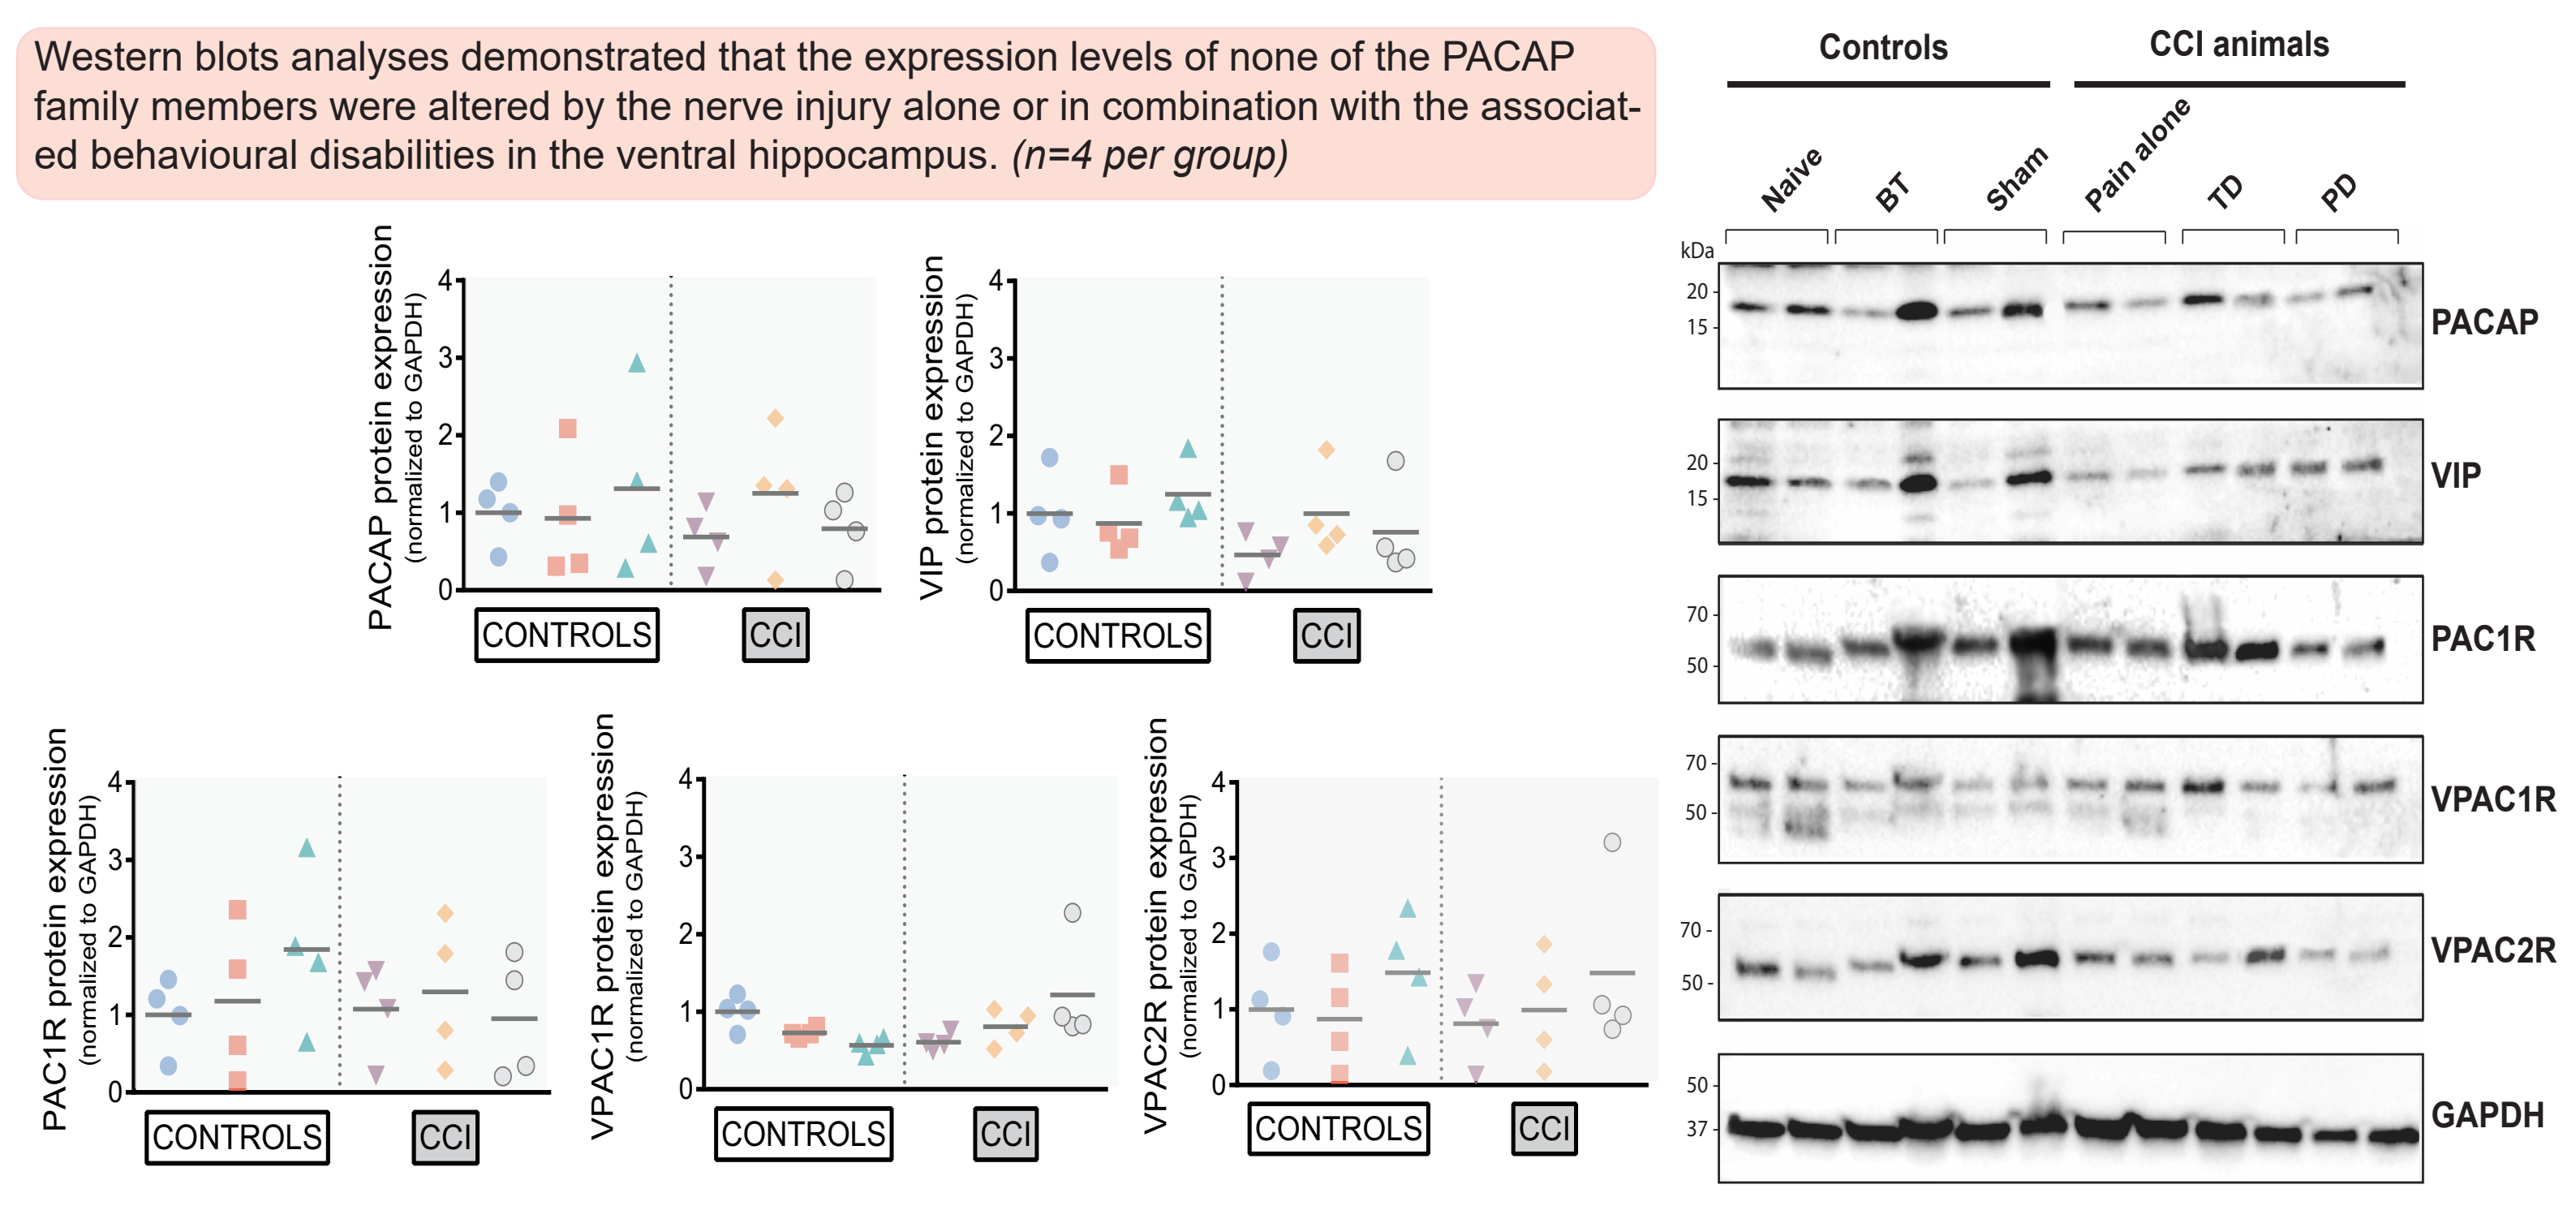 Western blots analyses demonstrated that the expression levels of none of the PACAP
family members were altered by the nerve injury alone or in combination with the associat-
ed behavioural disabilities in the ventral hippocampus. (n=4 per group)
PACAP protein expression
(normalized to GAPDH)
4
3
2
1
0
CONTROLS
CCI
VIP protein expression
(normalized to GAPDH)
4
3
2
1
0
CONTROLS
CCI
PAC1R protein expression
(normalized to GAPDH)
4
3
2
1
0
CONTROLS
CCI
VPAC1R protein expression
(normalized to GAPDH)
4
3
2
1
0
CONTROLS
CCI
VPAC2R protein expression
(normalized to GAPDH)
4
3
2
1
0
CONTROLS
CCI
Controls
CCI animals
Naive
BT
Sham
Pain alone
TD
PD
kDa
20 -
15 -
PACAP
20 -
15 -
VIP
70 -
50 -
PAC1R
70 -
50 -
VPAC1R
70 -
50 -
VPAC2R
50 -
37 -
GAPDH